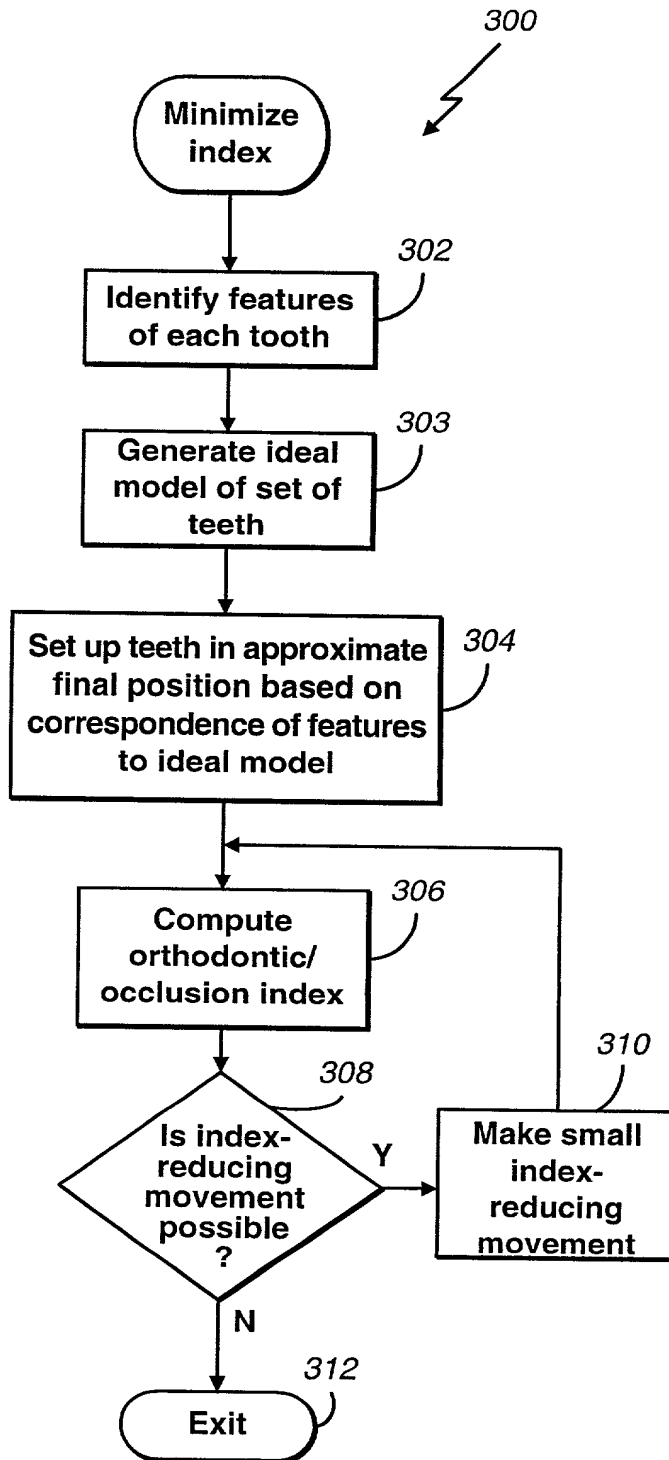 300
Minimize
index
302
Identify features
of each tooth
303
Generate ideal
model of set of
teeth
304
Set up teeth in approximate
final position based on
correspondence of features
to ideal model
306
Compute
orthodontic/
occlusion index
308
Is index-
reducing
movement
possible
?
Y
310
Make small
index-
reducing
movement
N
312
Exit